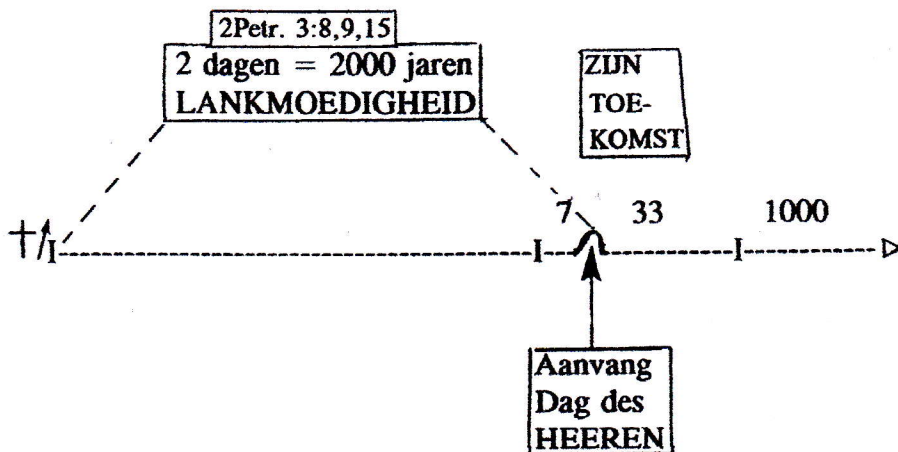 2Petr. 3:8,9,15
2 dagen = 2000 jaren
LANKMOEDIGHEID
ZIJN
TOE-
KOMST
7 33 1000
Aanvang
Dag des
HEEREN